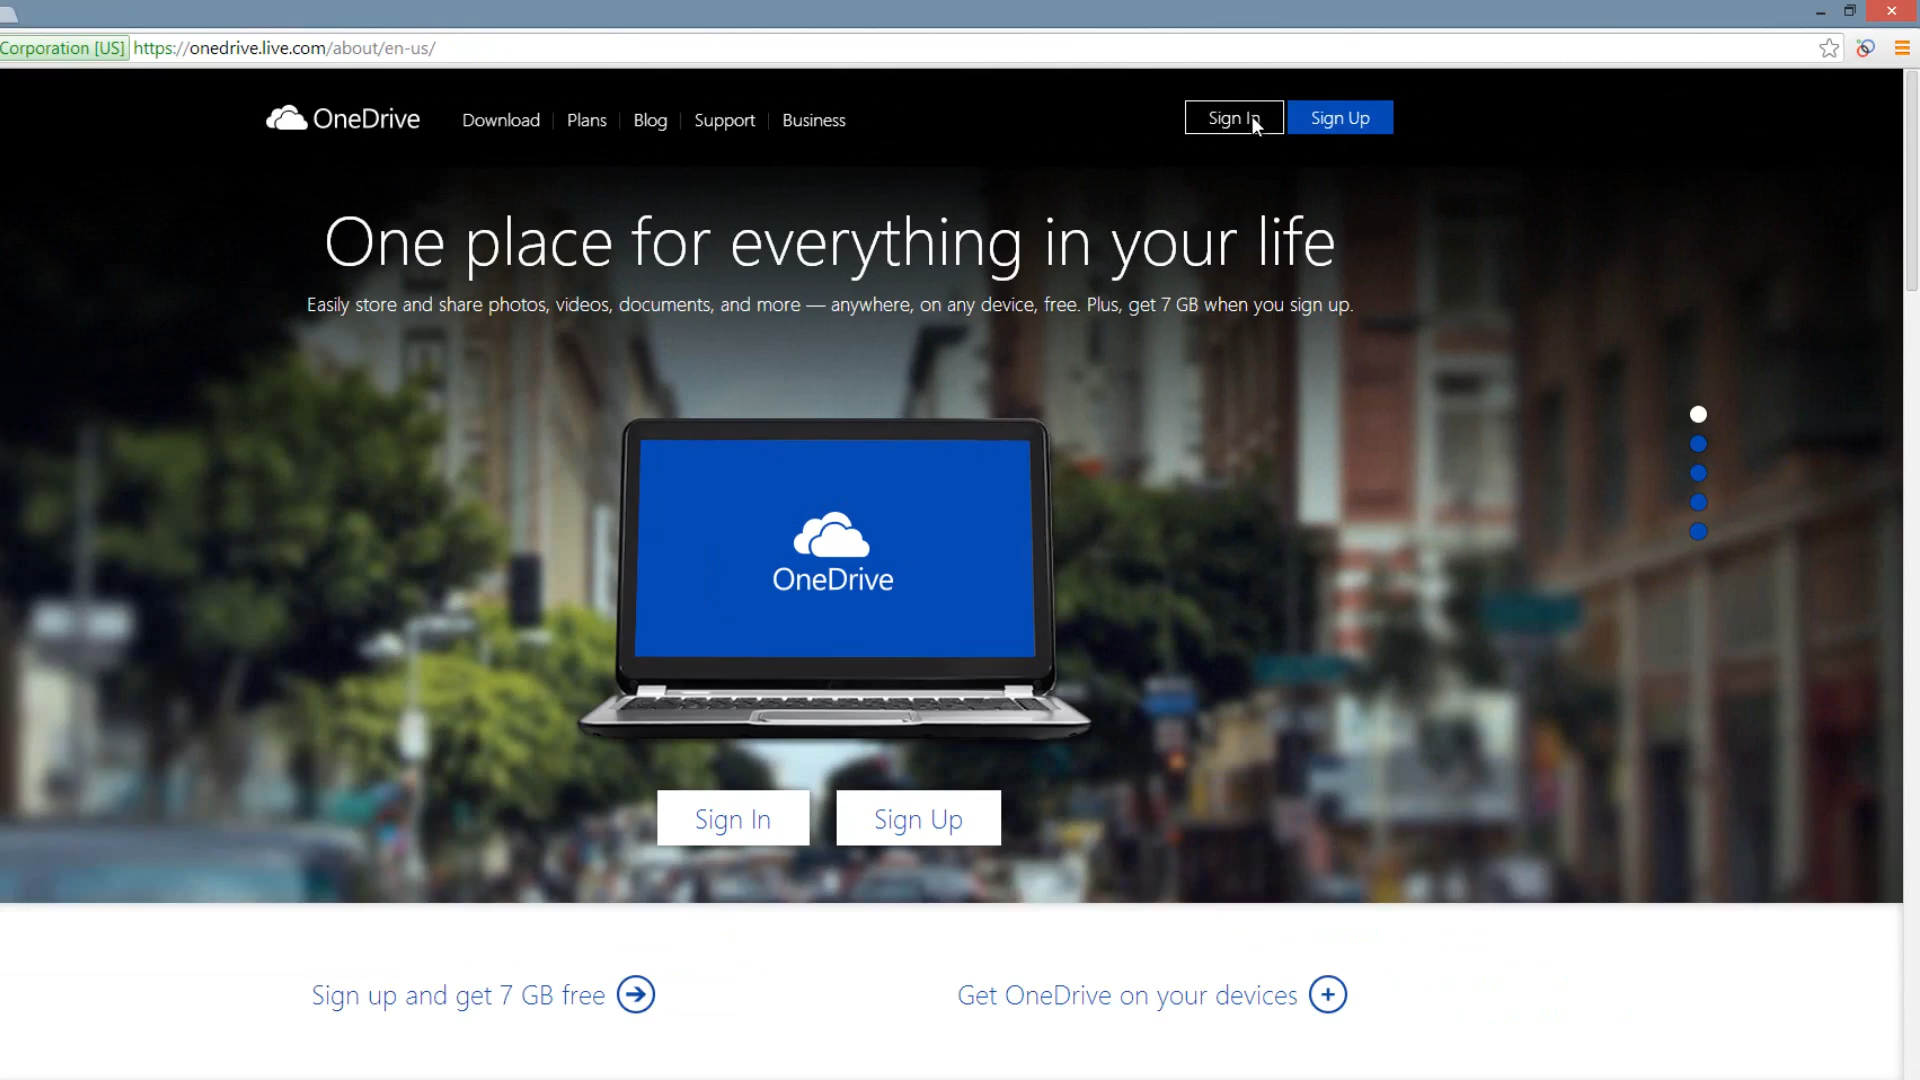 Corporation [US] https://onedrive.live.com/about/en-us/
OneDrive Download Plans Blog Support Business Sign In Sign Up
One place for everything in your life
Easily store and share photos, videos, documents, and more — anywhere, on any device, free. Plus, get 7 GB when you sign up.
OneDrive
Sign In Sign Up
Sign up and get 7 GB free Get OneDrive on your devices